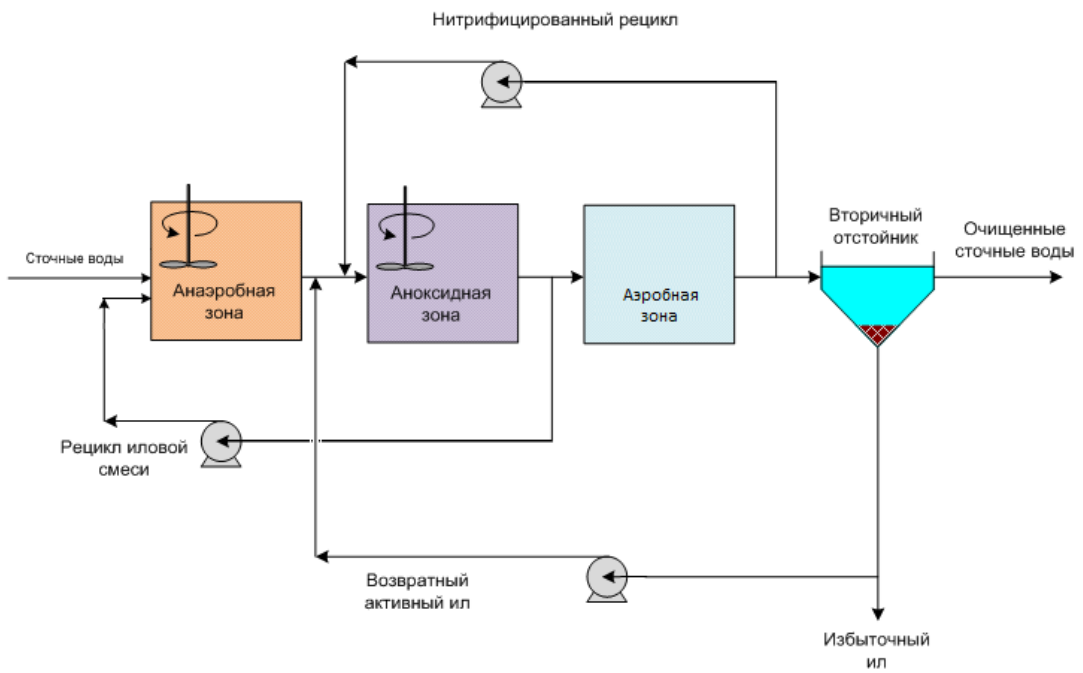 Нитрифицированный рецикл
Сточные воды
Анаэробная
зона
Аноксидная
зона
Аэробная
зона
Вторичный
отстойник
Очищенные
сточные воды
Рецикл иловой
смеси
Возвратный
активный ил
Избыточный
ил